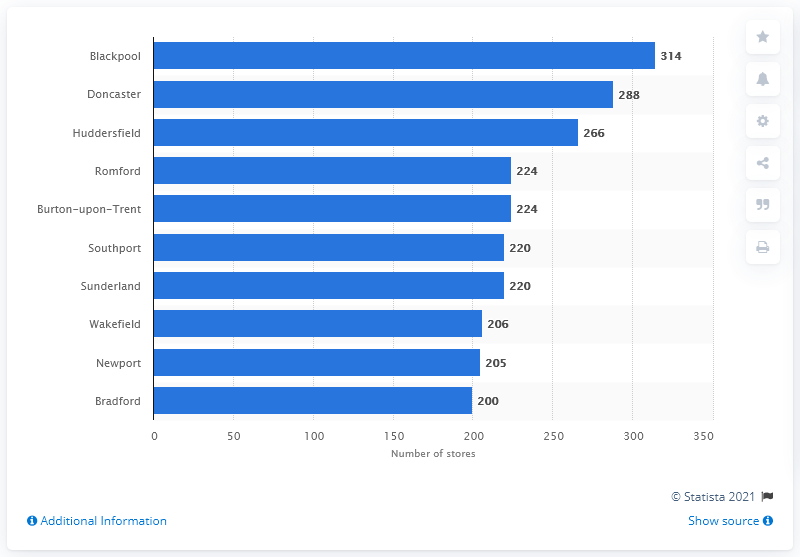 Blackpool 314
Doncaster 288
Huddersfield 266
Romford 224
Burton-upon-Trent 224
Southport 220
Sunderland 220
Wakefield 206
Newport 205
Bradford 200
0 50 100 150 200 250 300 350
Number of stores
© Statista 2021
Additional Information Show source